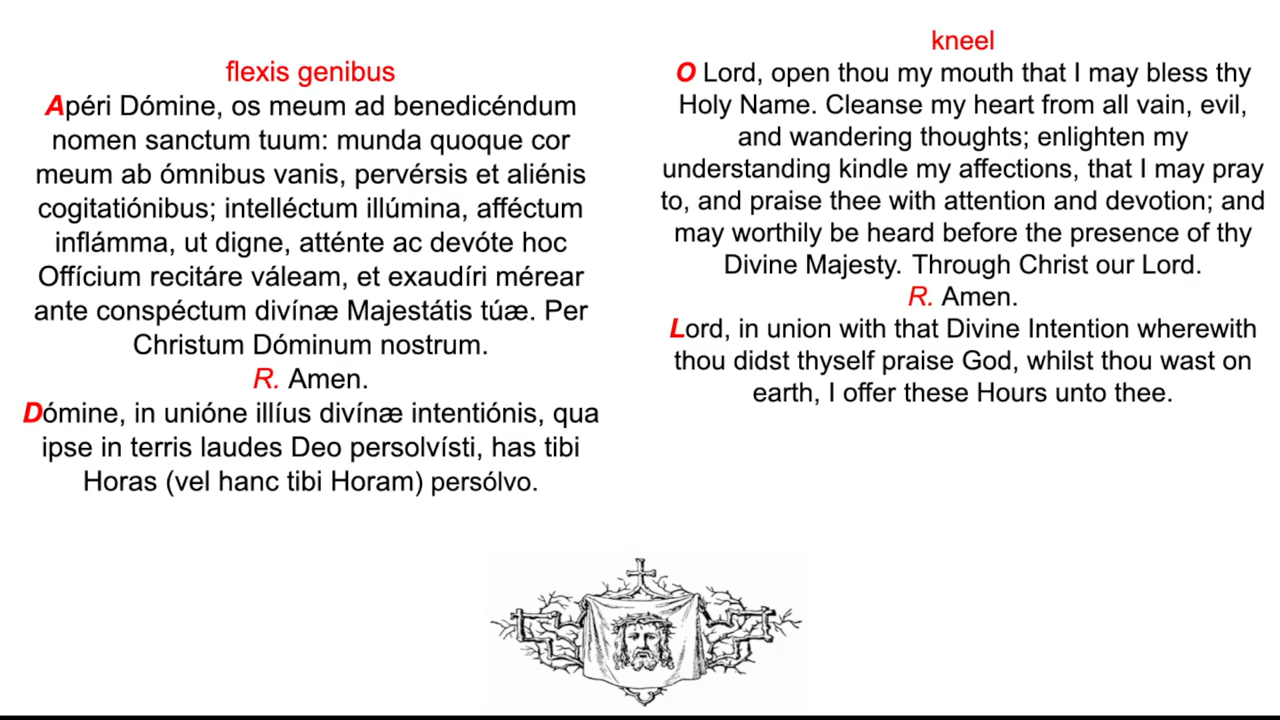 flexis genibus
Apéri Dómine, os meum ad benedicéndum
nomen sanctum tuum: munda quoque cor
meum ab ómnibus vanis, pervérsis et aliénis
cogitatiónibus; intelléctum illúmina, afféctum
inflámma, ut digne, atténte ac devóte hoc
Offícium recitáre váleam, et exaudíri mérear
ante conspéctum divínæ Majestátis túæ. Per
Christum Dóminum nostrum.
R. Amen.
Dómine, in unióne illíus divínæ intentiónis, qua
ipse in terris laudes Deo persolvísti, has tibi
Horas (vel hanc tibi Horam) persólvo.
kneel
O Lord, open thou my mouth that I may bless thy
Holy Name. Cleanse my heart from all vain, evil,
and wandering thoughts; enlighten my
understanding kindle my affections, that I may pray
to, and praise thee with attention and devotion; and
may worthily be heard before the presence of thy
Divine Majesty. Through Christ our Lord.
R. Amen.
Lord, in union with that Divine Intention wherewith
thou didst thyself praise God, whilst thou wast on
earth, I offer these Hours unto thee.